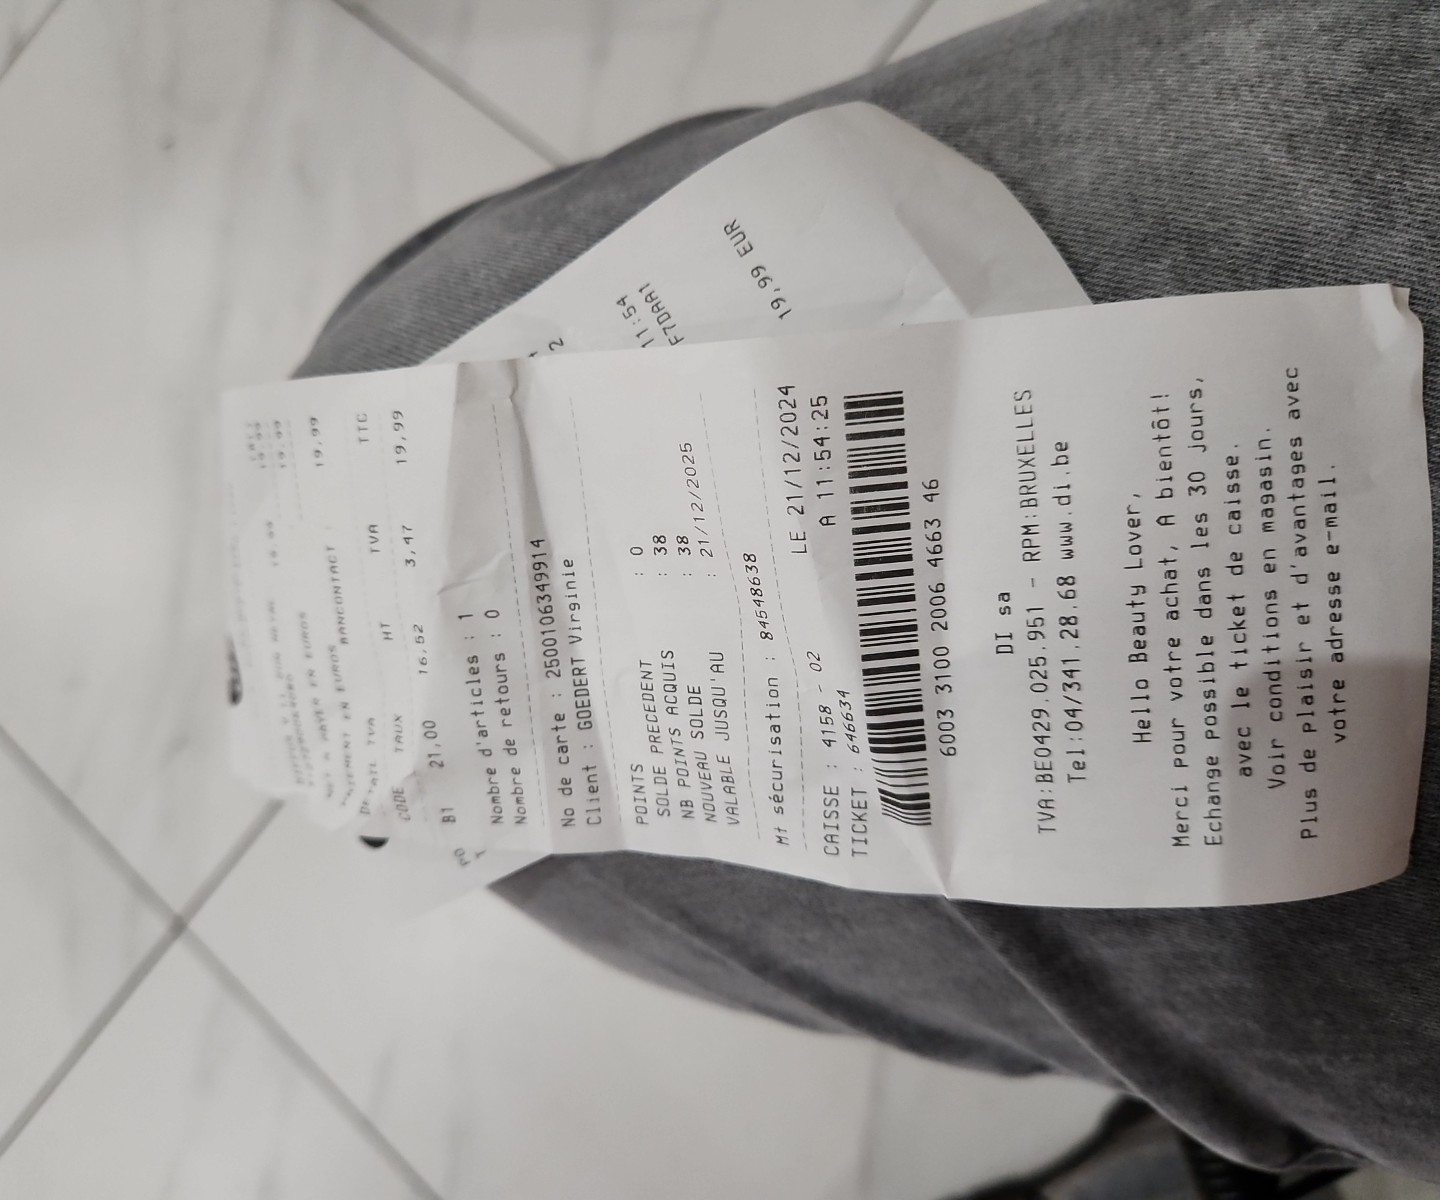 19,99
PAIEMENT EN EUROS BANCONTACT
DETAIL TVA HT TVA TTC
CODE TAUX 16,52 3,47 19,99
B1 21,00
Nombre d'articles : 1
Nombre de retours : 0
No de carte : 2500106349914
Client : GOEDERT Virginie
POINTS
SOLDE PRECEDENT : 0
NB POINTS ACQUIS : 38
NOUVEAU SOLDE : 38
VALABLE JUSQU'AU : 21/12/2025
Mt sécurisation : 84548638
CAISSE : 4158 - 02 LE 21/12/2024
TICKET : 646634 A 11:54:25
6003 3100 2006 4663 46
DI sa
TVA:BE0429.025.951 - RPM:BRUXELLES
Tel:04/341.28.68 www.di.be
Hello Beauty Lover,
Merci pour votre achat, A bientôt!
Echange possible dans les 30 jours,
avec le ticket de caisse.
Voir conditions en magasin.
Plus de plaisir et d'avantages avec
votre adresse e-mail.
2
11:54
F7DAA1
19,99 EUR